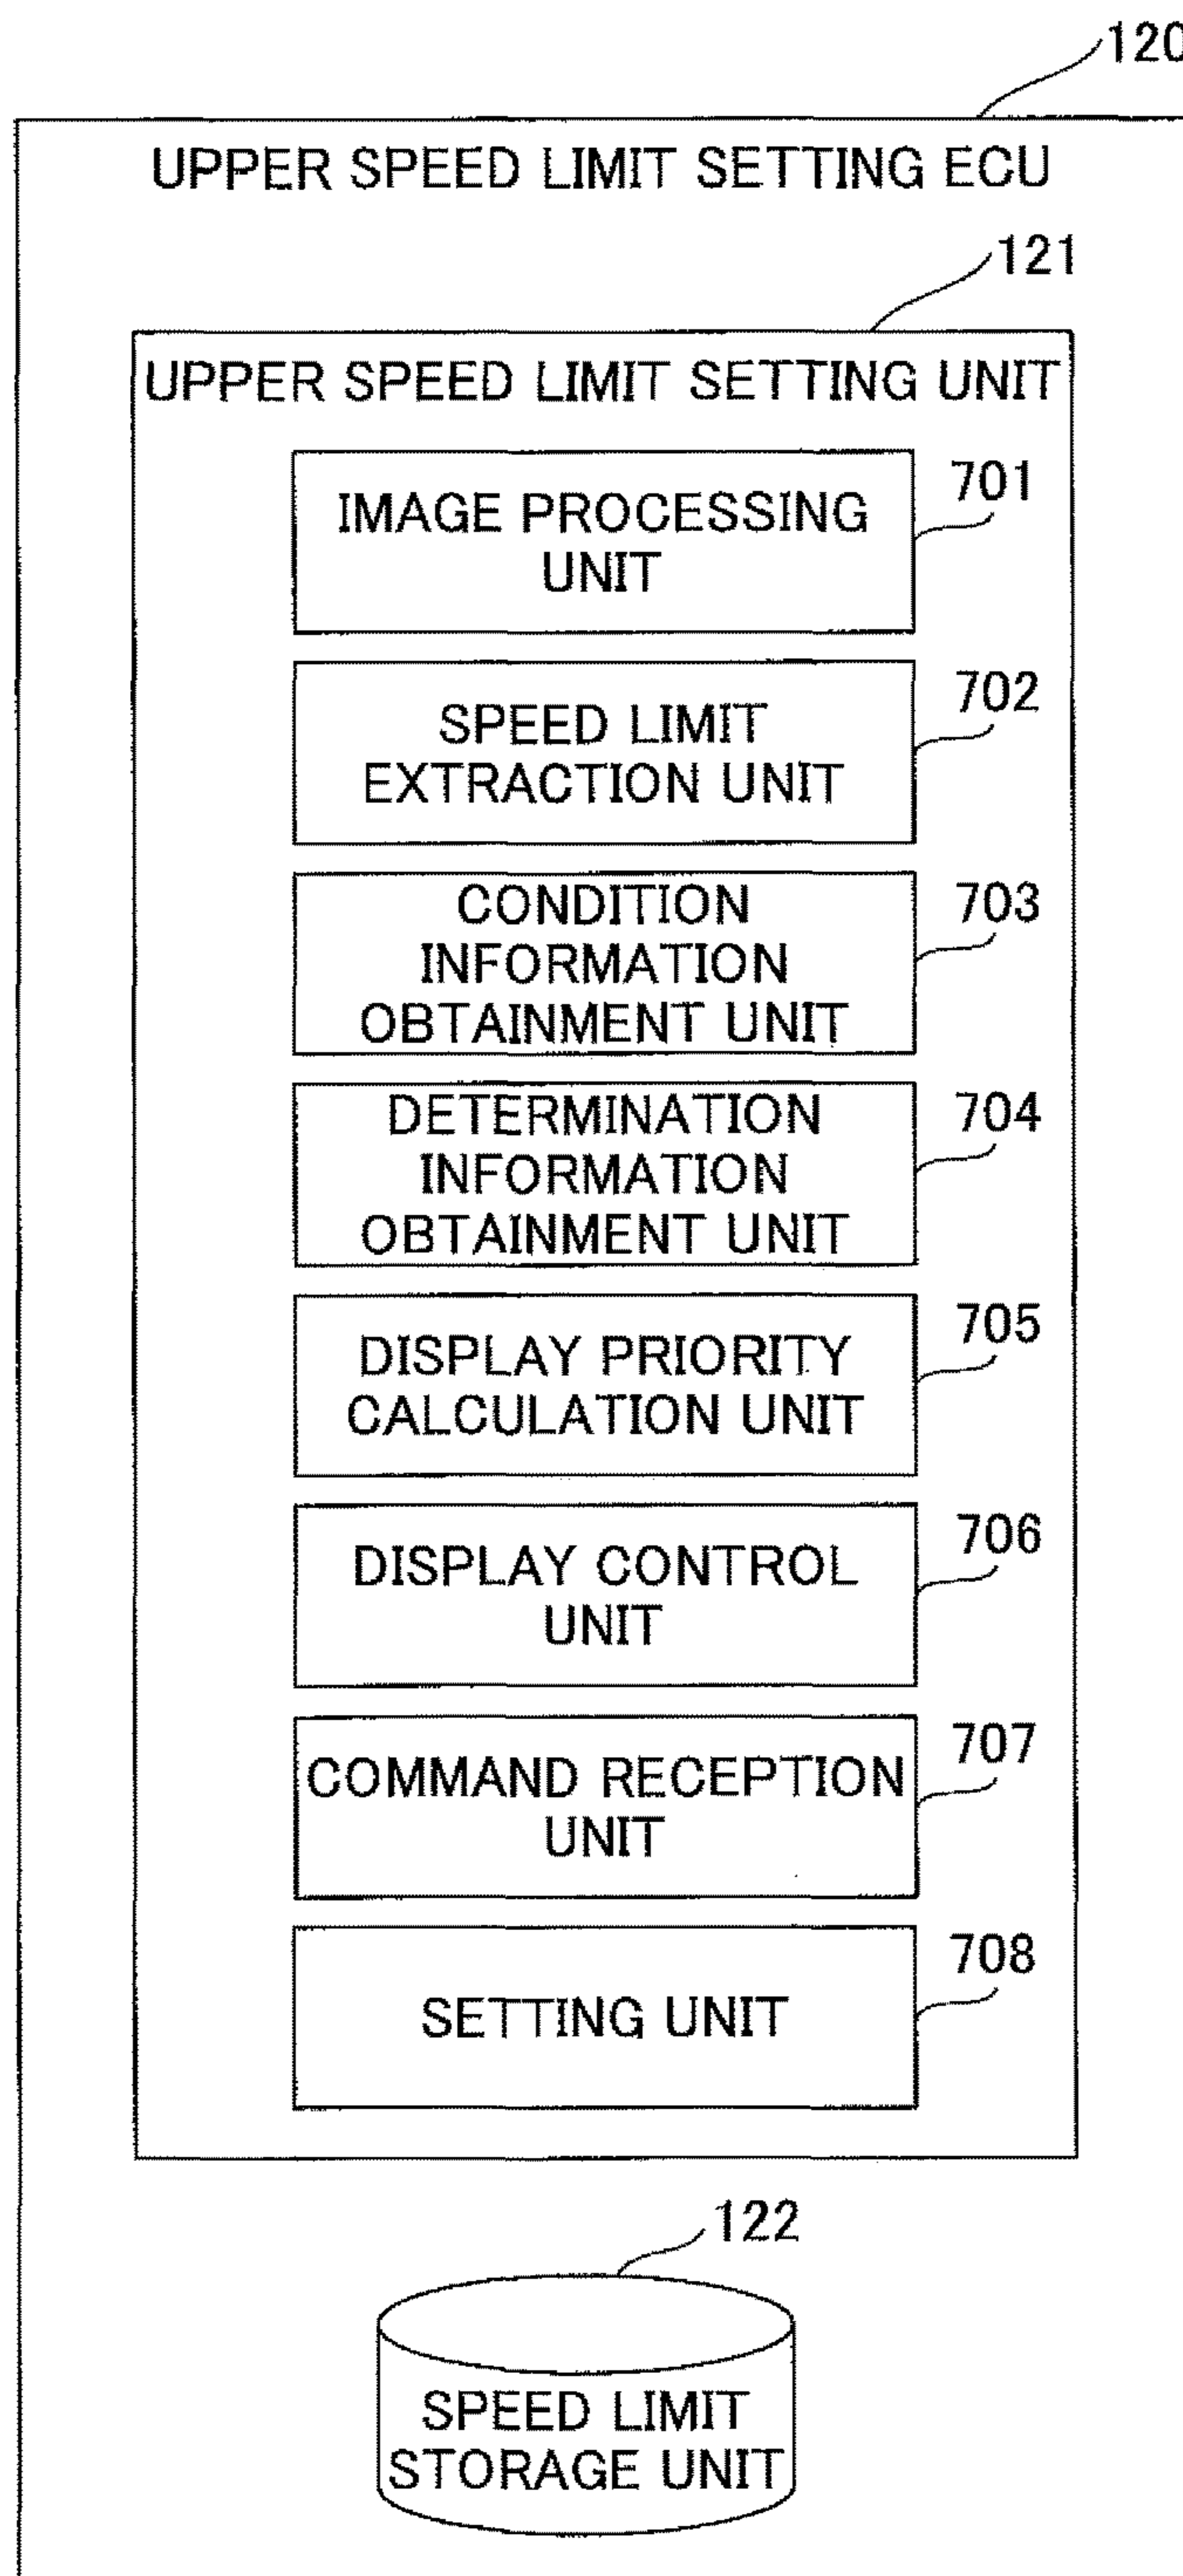 120
UPPER SPEED LIMIT SETTING ECU
121
UPPER SPEED LIMIT SETTING UNIT
701
IMAGE PROCESSING
UNIT
702
SPEED LIMIT
EXTRACTION UNIT
703
CONDITION
INFORMATION
OBTAINMENT UNIT
704
DETERMINATION
INFORMATION
OBTAINMENT UNIT
705
DISPLAY PRIORITY
CALCULATION UNIT
706
DISPLAY CONTROL
UNIT
707
COMMAND RECEPTION
UNIT
708
SETTING UNIT
122
SPEED LIMIT
STORAGE UNIT